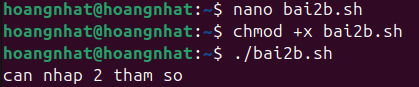 hoangnhat@hoangnhat:~$ nano bai2b.sh
hoangnhat@hoangnhat:~$ chmod +x bai2b.sh
hoangnhat@hoangnhat:~$ ./bai2b.sh
can nhap 2 tham so